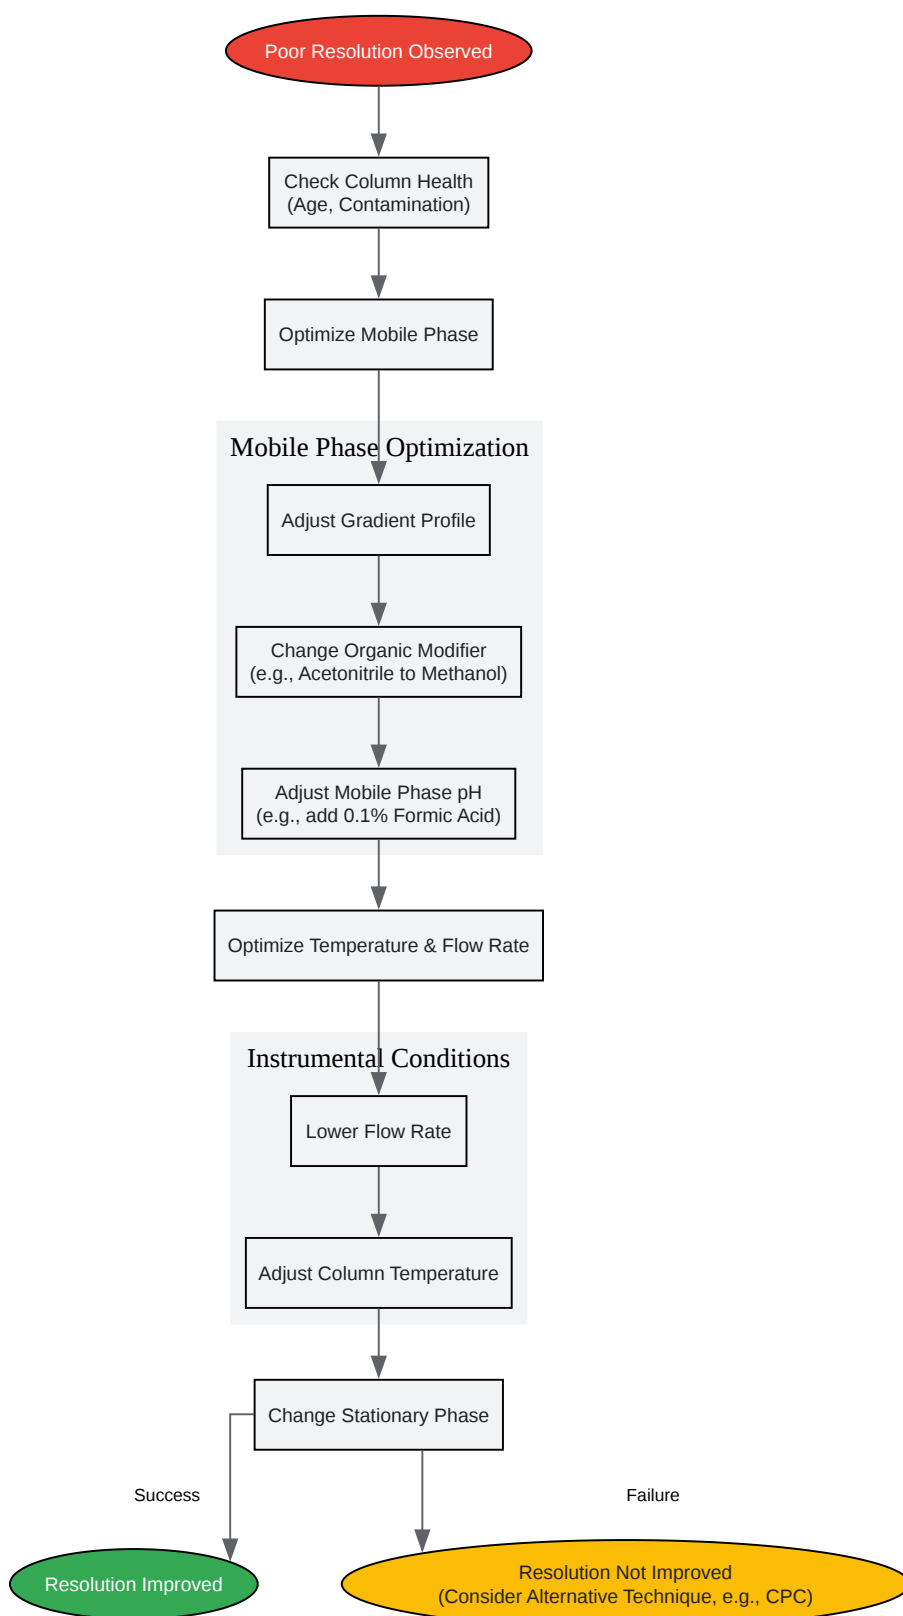 Poor Resolution Observed
Check Column Health
(Age, Contamination)
Optimize Mobile Phase
Mobile Phase Optimization
Adjust Gradient Profile
Change Organic Modifier
(e.g., Acetonitrile to Methanol)
Adjust Mobile Phase pH
(e.g., add 0.1% Formic Acid)
Optimize Temperature & Flow Rate
Instrumental Conditions
Lower Flow Rate
Adjust Column Temperature
Change Stationary Phase
Success
Failure
Resolution Improved
Resolution Not Improved
(Consider Alternative Technique, e.g., CPC)